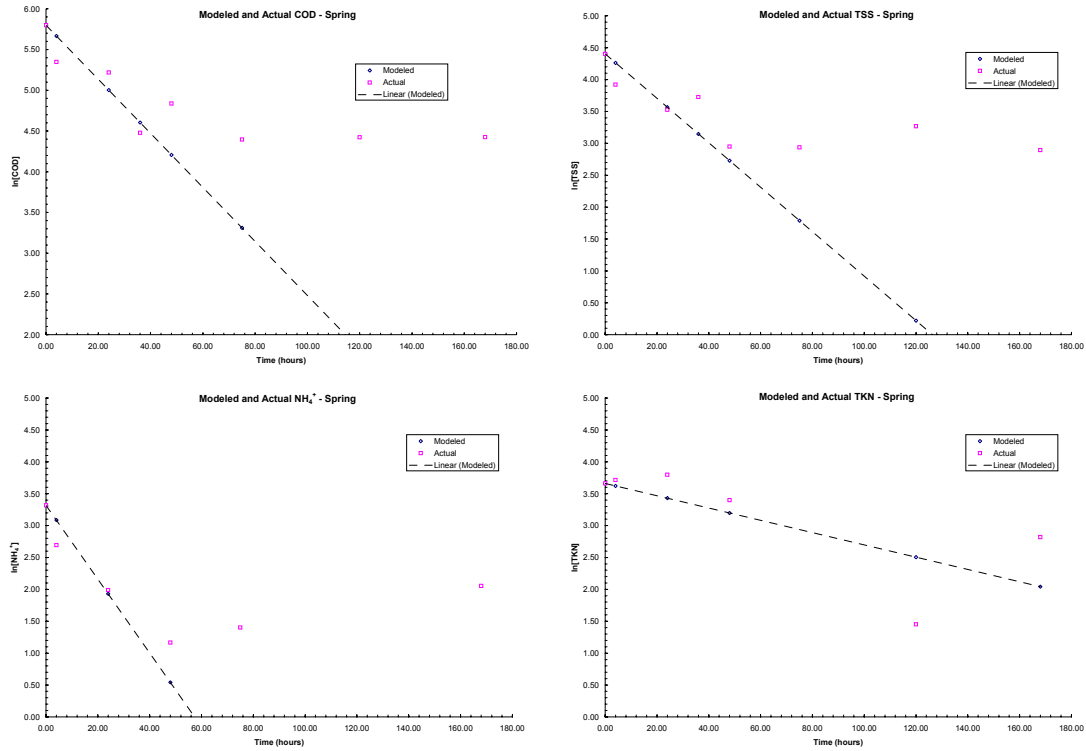 Modeled and Actual COD - Spring
6.00
5.50
5.00
4.50
4.00
3.50
3.00
2.50
2.00
ln[COD]
Modeled
Actual
Linear (Modeled)
0.00 20.00 40.00 60.00 80.00 100.00 120.00 140.00 160.00 180.00
Time (hours)
Modeled and Actual TSS - Spring
5.00
4.50
4.00
3.50
3.00
2.50
2.00
1.50
1.00
0.50
0.00
ln[TSS]
Modeled
Actual
Linear (Modeled)
0.00 20.00 40.00 60.00 80.00 100.00 120.00 140.00 160.00 180.00
Time (hours)
Modeled and Actual NH₄⁺ - Spring
5.00
4.50
4.00
3.50
3.00
2.50
2.00
1.50
1.00
0.50
0.00
ln[NH₄⁺]
Modeled
Actual
Linear (Modeled)
0.00 20.00 40.00 60.00 80.00 100.00 120.00 140.00 160.00 180.00
Time (hours)
Modeled and Actual TKN - Spring
5.00
4.50
4.00
3.50
3.00
2.50
2.00
1.50
1.00
0.50
0.00
ln[TKN]
Modeled
Actual
Linear (Modeled)
0.00 20.00 40.00 60.00 80.00 100.00 120.00 140.00 160.00 180.00
Time (hours)